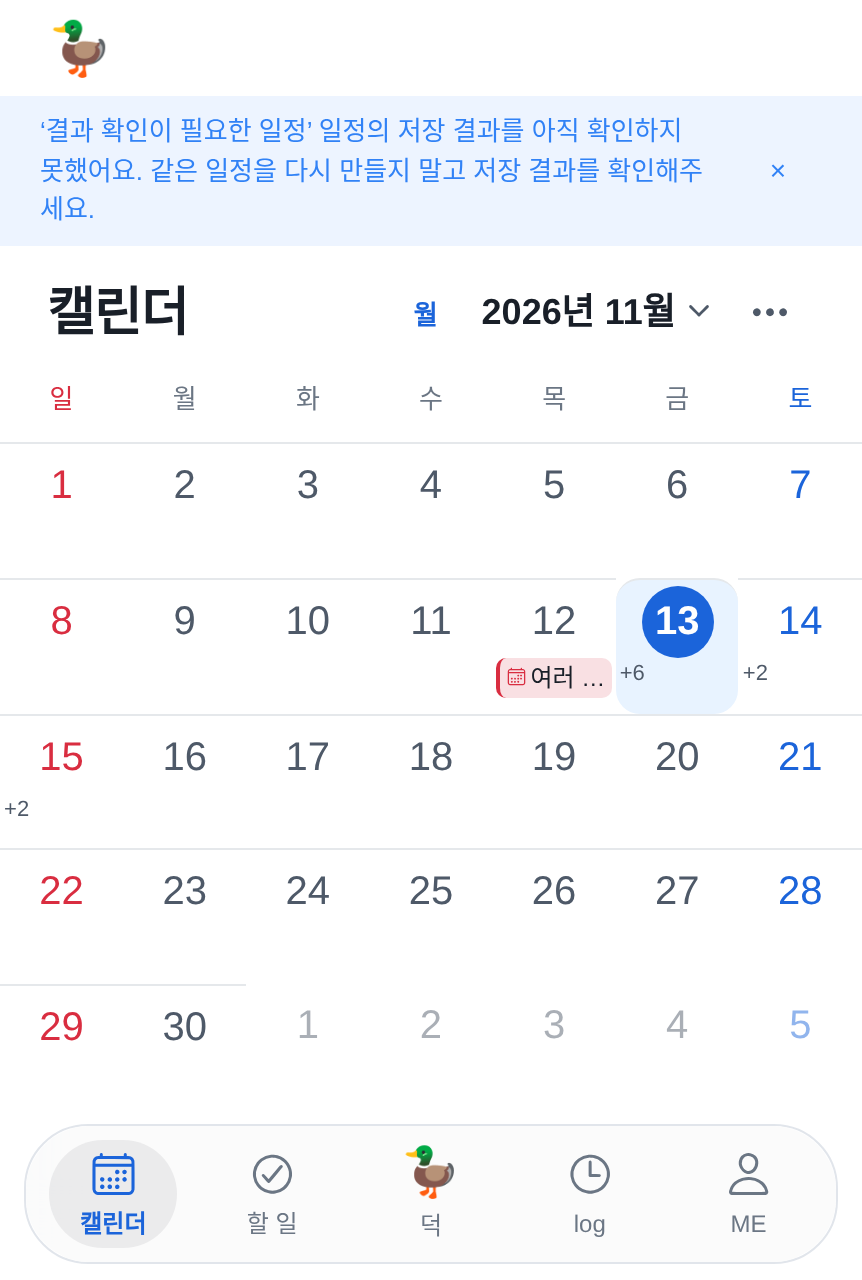 ‘결과 확인이 필요한 일정’ 일정의 저장 결과를 아직 확인하지
못했어요. 같은 일정을 다시 만들지 말고 저장 결과를 확인해주
세요.
×
캘린더 월 2026년 11월
일 월 화 수 목 금 토
1 2 3 4 5 6 7
8 9 10 11 12 13 14
여러 … +6 +2
15 16 17 18 19 20 21
+2
22 23 24 25 26 27 28
29 30 1 2 3 4 5
캘린더 할 일 덕 log ME